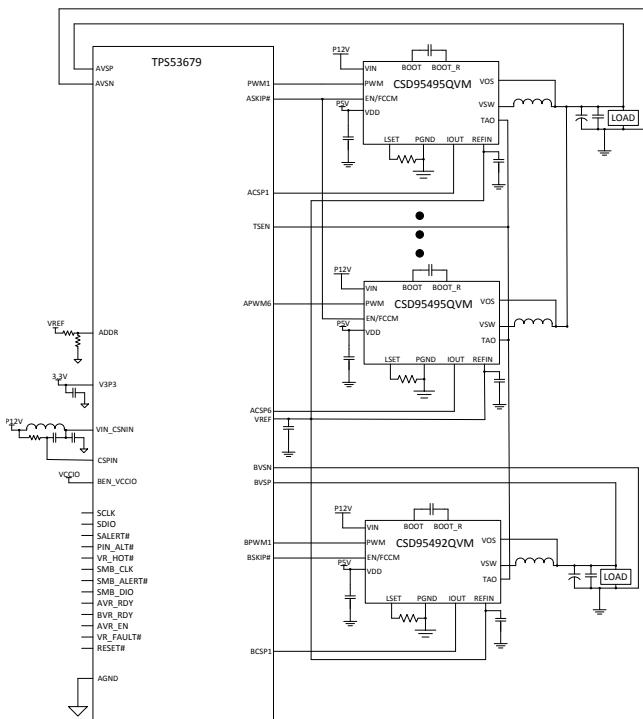 TPS53679
AVSP
AVSN
PWM1
ASKIP#
ACSP1
TSEN
APWM6
ADDR
V3P3
ACSP6
VREF
VIN_CSNIN
CSPIN
BEN_VCCIO
BVSN
BVSP
SCLK
SDIO
SALERT#
PIN_ALT#
VR_HOT#
SMB_CLK
SMB_ALERT#
SMB_DIO
AVR_RDY
BVR_RDY
AVR_EN
VR_FAULT#
RESET#
BPWM1
BSKIP#
BCSP1
AGND
VREF
3.3V
P12V
VCCIO
P12V
P5V
VIN
BOOT
BOOT_R
CSD95495QVM
PWM
EN/FCCM
VDD
VOS
VSW
TAO
LSET
PGND
IOUT
REFIN
LOAD
P12V
P5V
VIN
BOOT
BOOT_R
CSD95495QVM
PWM
EN/FCCM
VDD
VOS
VSW
TAO
LSET
PGND
IOUT
REFIN
P12V
P5V
VIN
BOOT
BOOT_R
CSD95492QVM
PWM
EN/FCCM
VDD
VOS
VSW
TAO
LSET
PGND
IOUT
REFIN
LOAD